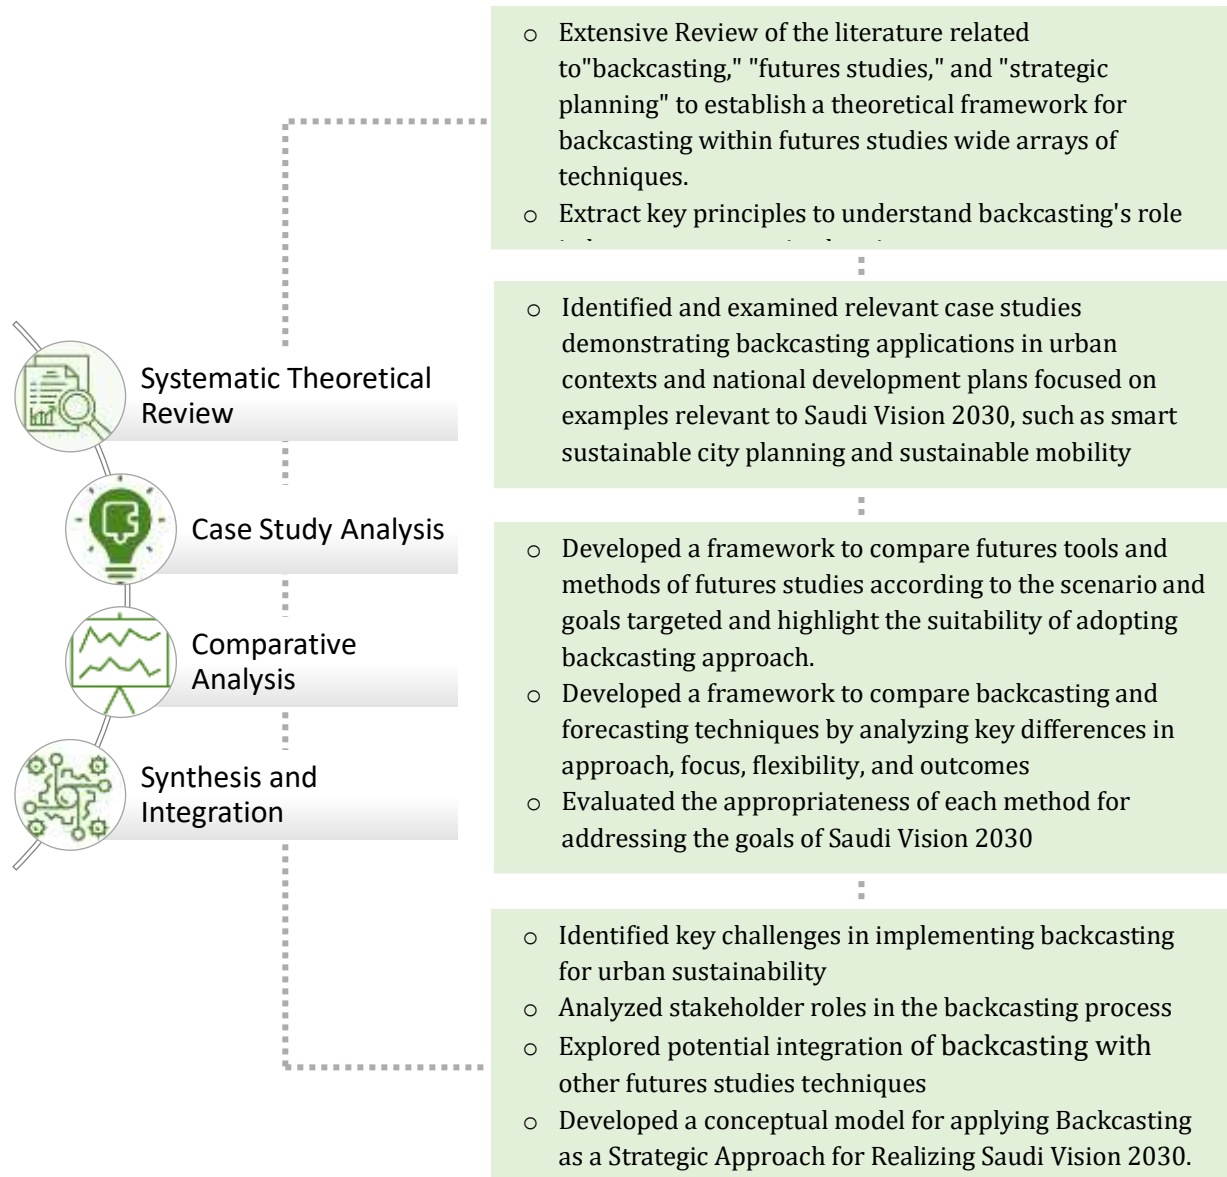 ○ Extensive Review of the literature related
to"backcasting," "futures studies," and "strategic
planning" to establish a theoretical framework for
backcasting within futures studies wide arrays of
techniques.
○ Extract key principles to understand backcasting's role
Systematic Theoretical
Review
○ Identified and examined relevant case studies
demonstrating backcasting applications in urban
contexts and national development plans focused on
examples relevant to Saudi Vision 2030, such as smart
sustainable city planning and sustainable mobility
Case Study Analysis
Comparative
Analysis
○ Developed a framework to compare futures tools and
methods of futures studies according to the scenario and
goals targeted and highlight the suitability of adopting
backcasting approach.
○ Developed a framework to compare backcasting and
forecasting techniques by analyzing key differences in
approach, focus, flexibility, and outcomes
○ Evaluated the appropriateness of each method for
addressing the goals of Saudi Vision 2030
Synthesis and
Integration
○ Identified key challenges in implementing backcasting
for urban sustainability
○ Analyzed stakeholder roles in the backcasting process
○ Explored potential integration of backcasting with
other futures studies techniques
○ Developed a conceptual model for applying Backcasting
as a Strategic Approach for Realizing Saudi Vision 2030.